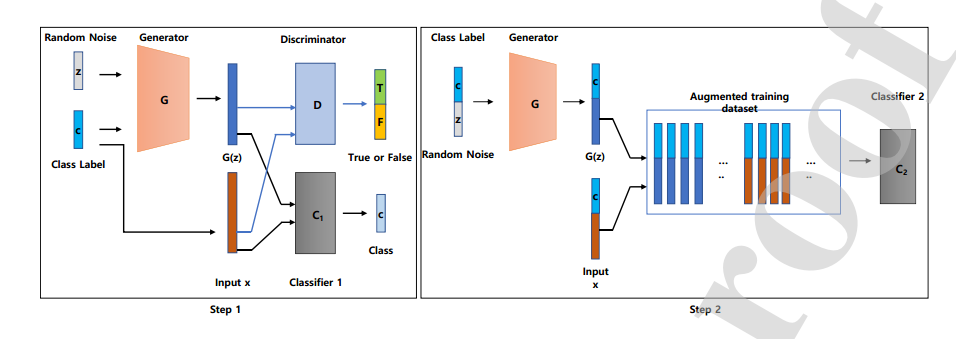 Random Noise
Generator
Discriminator
z
c
Class Label
G
G(z)
D
T
F
True or False
C1
c
Class
Input x
Classifier 1
Step 1
Class Label
Generator
c
z
Random Noise
G
c
G(z)
c
Input
x
Augmented training
dataset
...
..
...
..
Classifier 2
C2
Step 2
roof